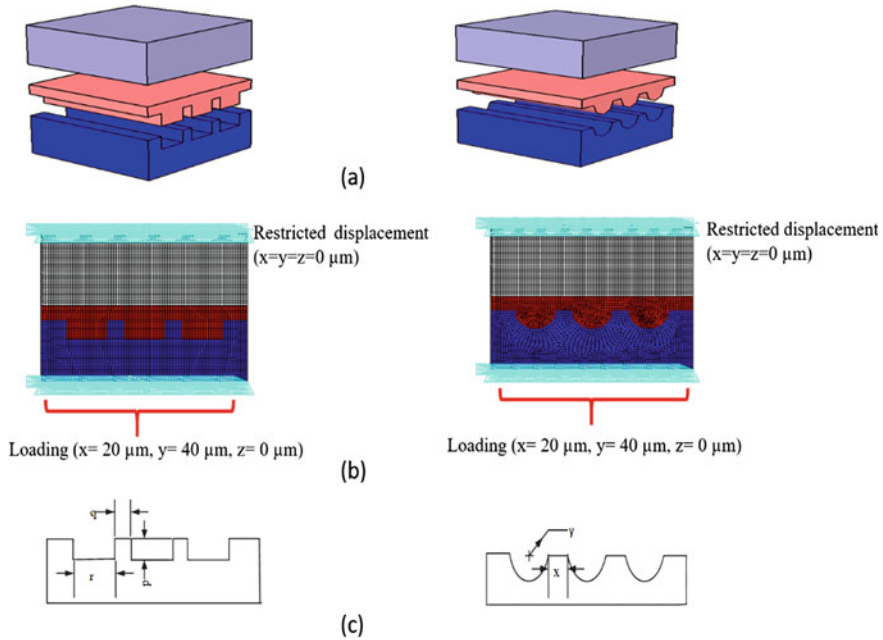 (a)
Restricted displacement
(x=y=z=0 µm)
Restricted displacement
(x=y=z=0 µm)
Loading (x= 20 µm, y= 40 µm, z= 0 µm)
Loading (x= 20 µm, y= 40 µm, z= 0 µm)
(b)
q
r
p
y
x
(c)